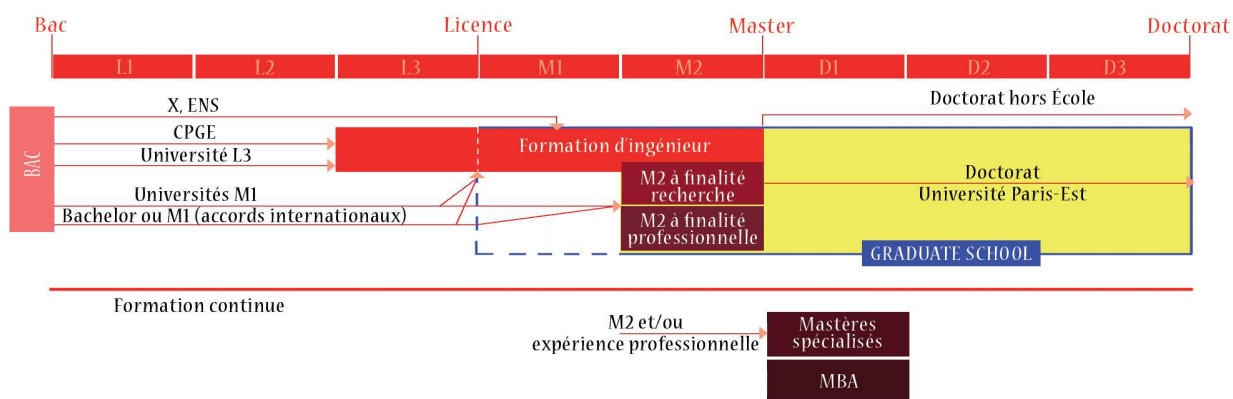 Bac
Licence
Master
Doctorat
L1
L2
L3
M1
M2
D1
D2
D3
BAC
X, ENS
Doctorat hors École
CPGE
Université L3
Formation d'ingénieur
Universités M1
Bachelor ou M1 (accords internationaux)
M2 à finalité
recherche
M2 à finalité
professionnelle
Doctorat
Université Paris-Est
GRADUATE SCHOOL
Formation continue
M2 et/ou
expérience professionnelle
Mastères
spécialisés
MBA